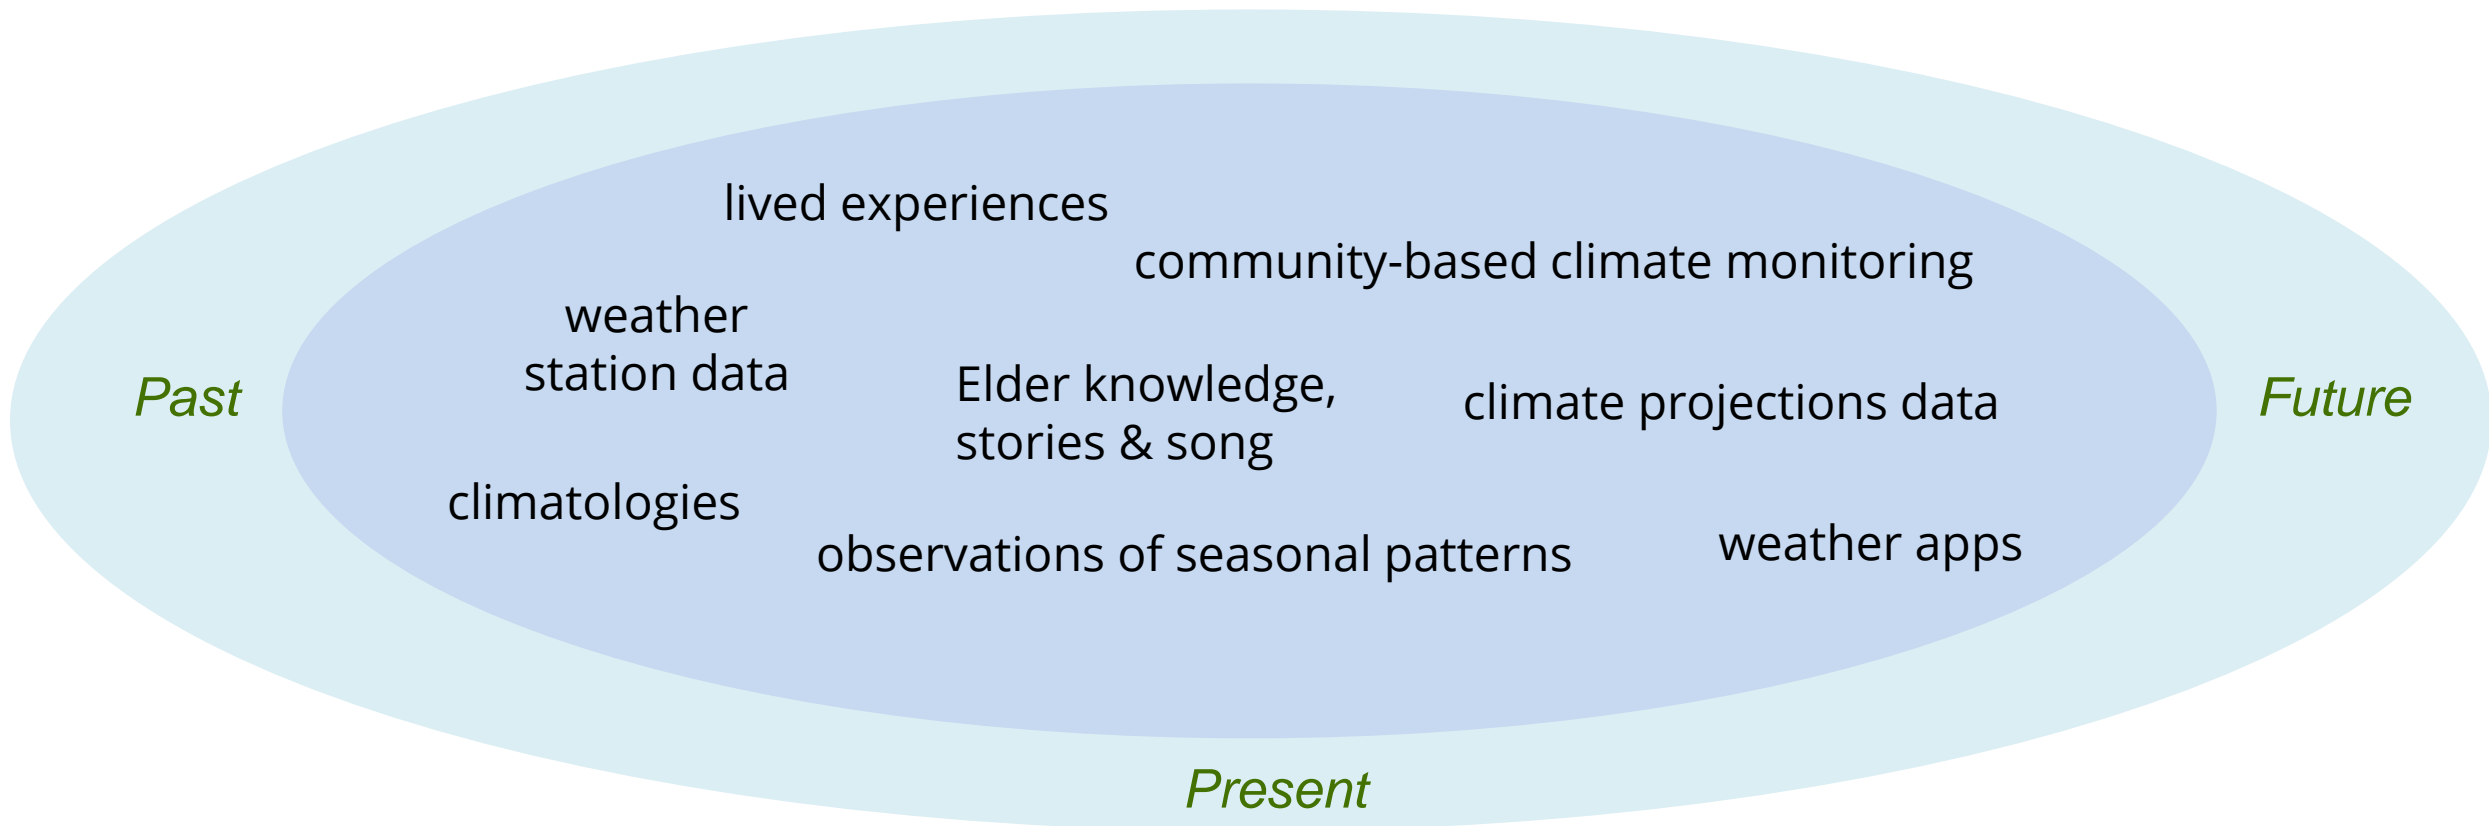 lived experiences
community-based climate monitoring
weather
station data
Elder knowledge,
stories & song
climate projections data
Past
Future
climatologies
observations of seasonal patterns
weather apps
Present